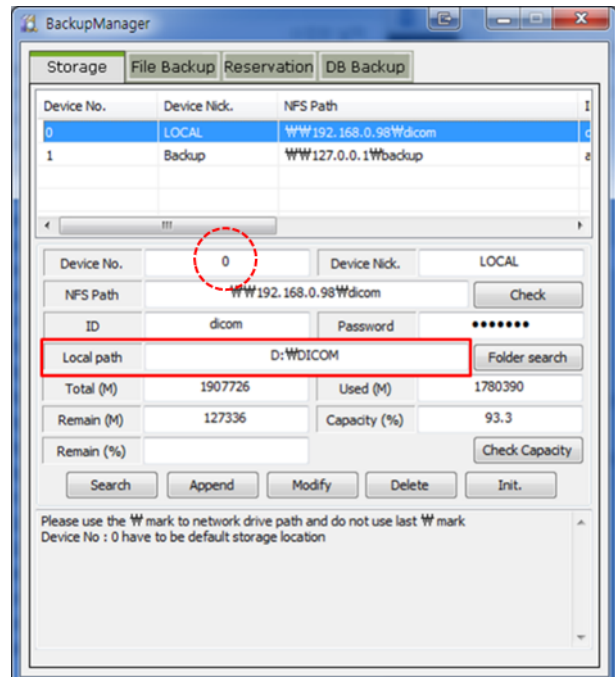 BackupManager
Storage File Backup Reservation DB Backup
Device No. Device Nick. NFS Path I
0 LOCAL ₩₩192.168.0.98₩dicom
1 Backup ₩₩127.0.0.1₩backup
Device No. 0 Device Nick. LOCAL
NFS Path ₩₩192.168.0.98₩dicom Check
ID dicom Password ●●●●●●●
Local path D:₩DICOM Folder search
Total (M) 1907726 Used (M) 1780390
Remain (M) 127336 Capacity (%) 93.3
Remain (%) Check Capacity
Search Append Modify Delete Init.
Please use the ₩ mark to network drive path and do not use last ₩ mark
Device No : 0 have to be default storage location